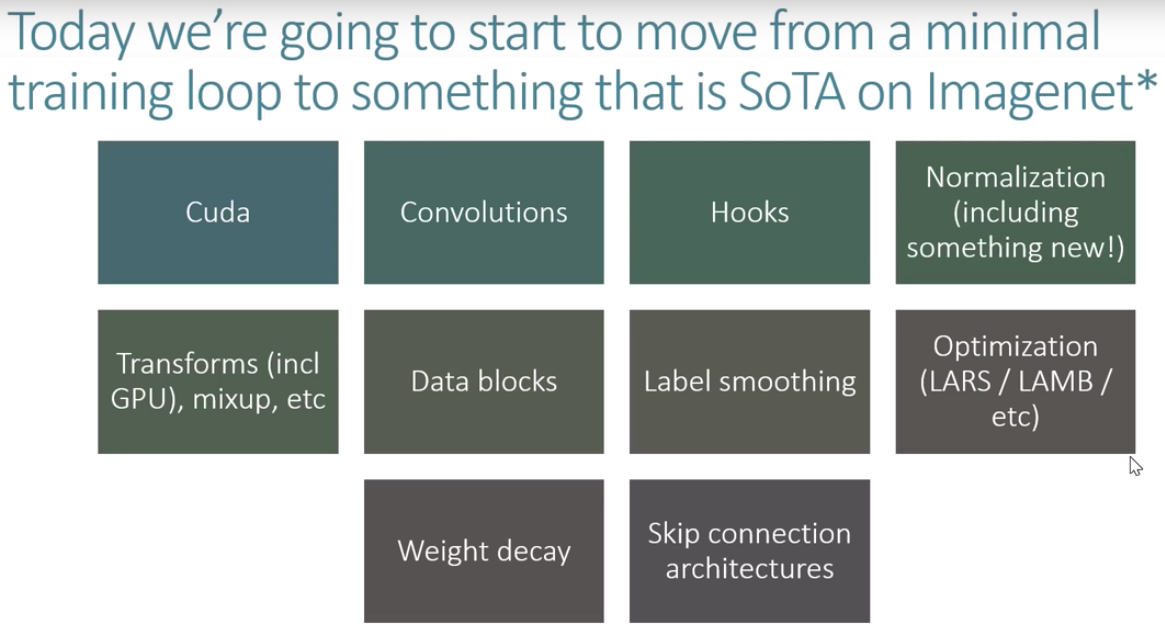 Today we're going to start to move from a minimal
training loop to something that is SoTA on Imagenet*
Cuda
Convolutions
Hooks
Normalization
(including
something new!)
Transforms (incl
GPU), mixup, etc
Data blocks
Label smoothing
Optimization
(LARS / LAMB /
etc)
Weight decay
Skip connection
architectures